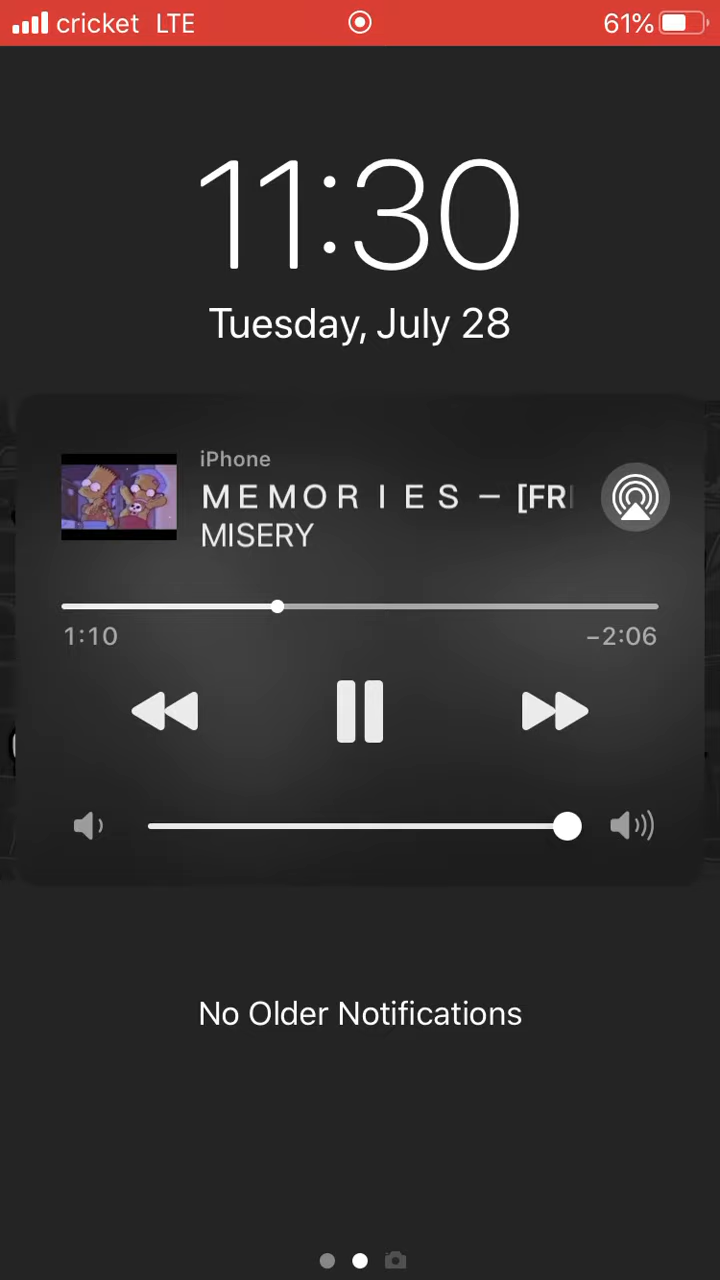 cricket LTE 61%
11:30
Tuesday, July 28
iPhone
M E M O R I E S – [FR
MISERY
1:10 –2:06
No Older Notifications